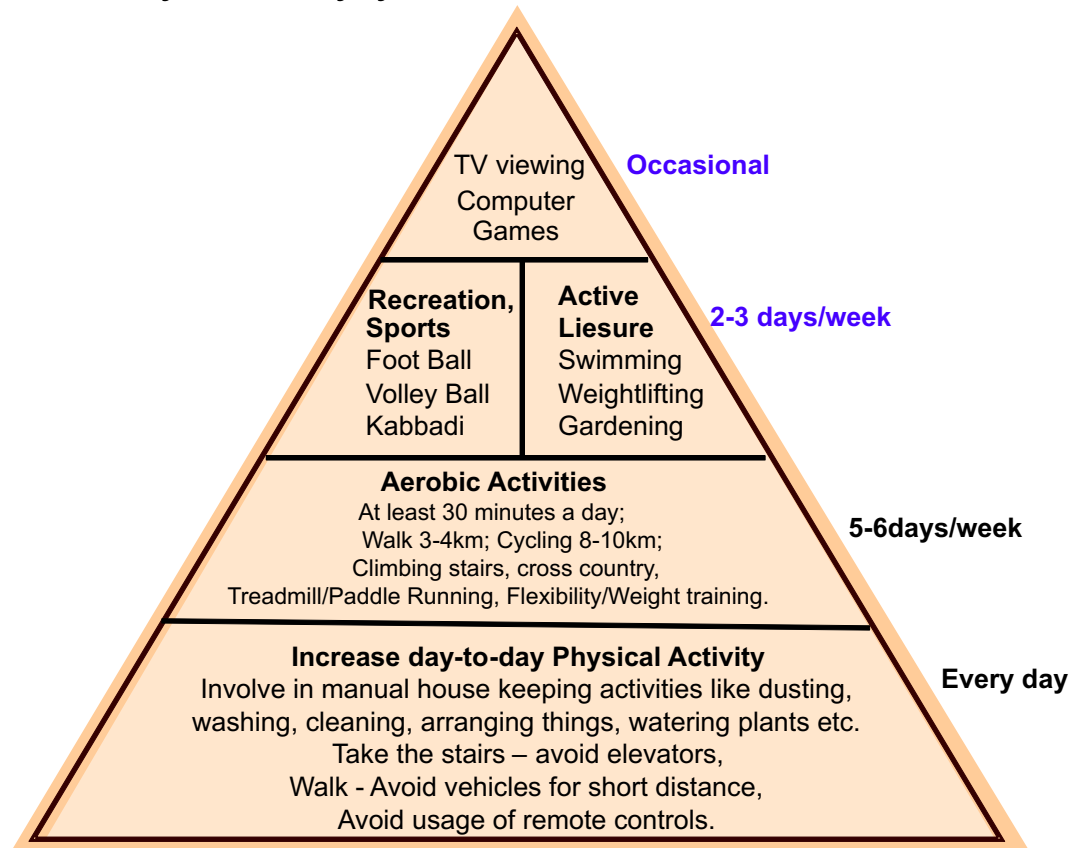 TV viewing
Computer
Games
Occasional
Recreation,
Sports
Foot Ball
Volley Ball
Kabbadi
Active
Liesure
Swimming
Weightlifting
Gardening
2-3 days/week
Aerobic Activities
At least 30 minutes a day;
Walk 3-4km; Cycling 8-10km;
Climbing stairs, cross country,
Treadmill/Paddle Running, Flexibility/Weight training.
5-6days/week
Increase day-to-day Physical Activity
Involve in manual house keeping activities like dusting,
washing, cleaning, arranging things, watering plants etc.
Take the stairs – avoid elevators,
Walk - Avoid vehicles for short distance,
Avoid usage of remote controls.
Every day